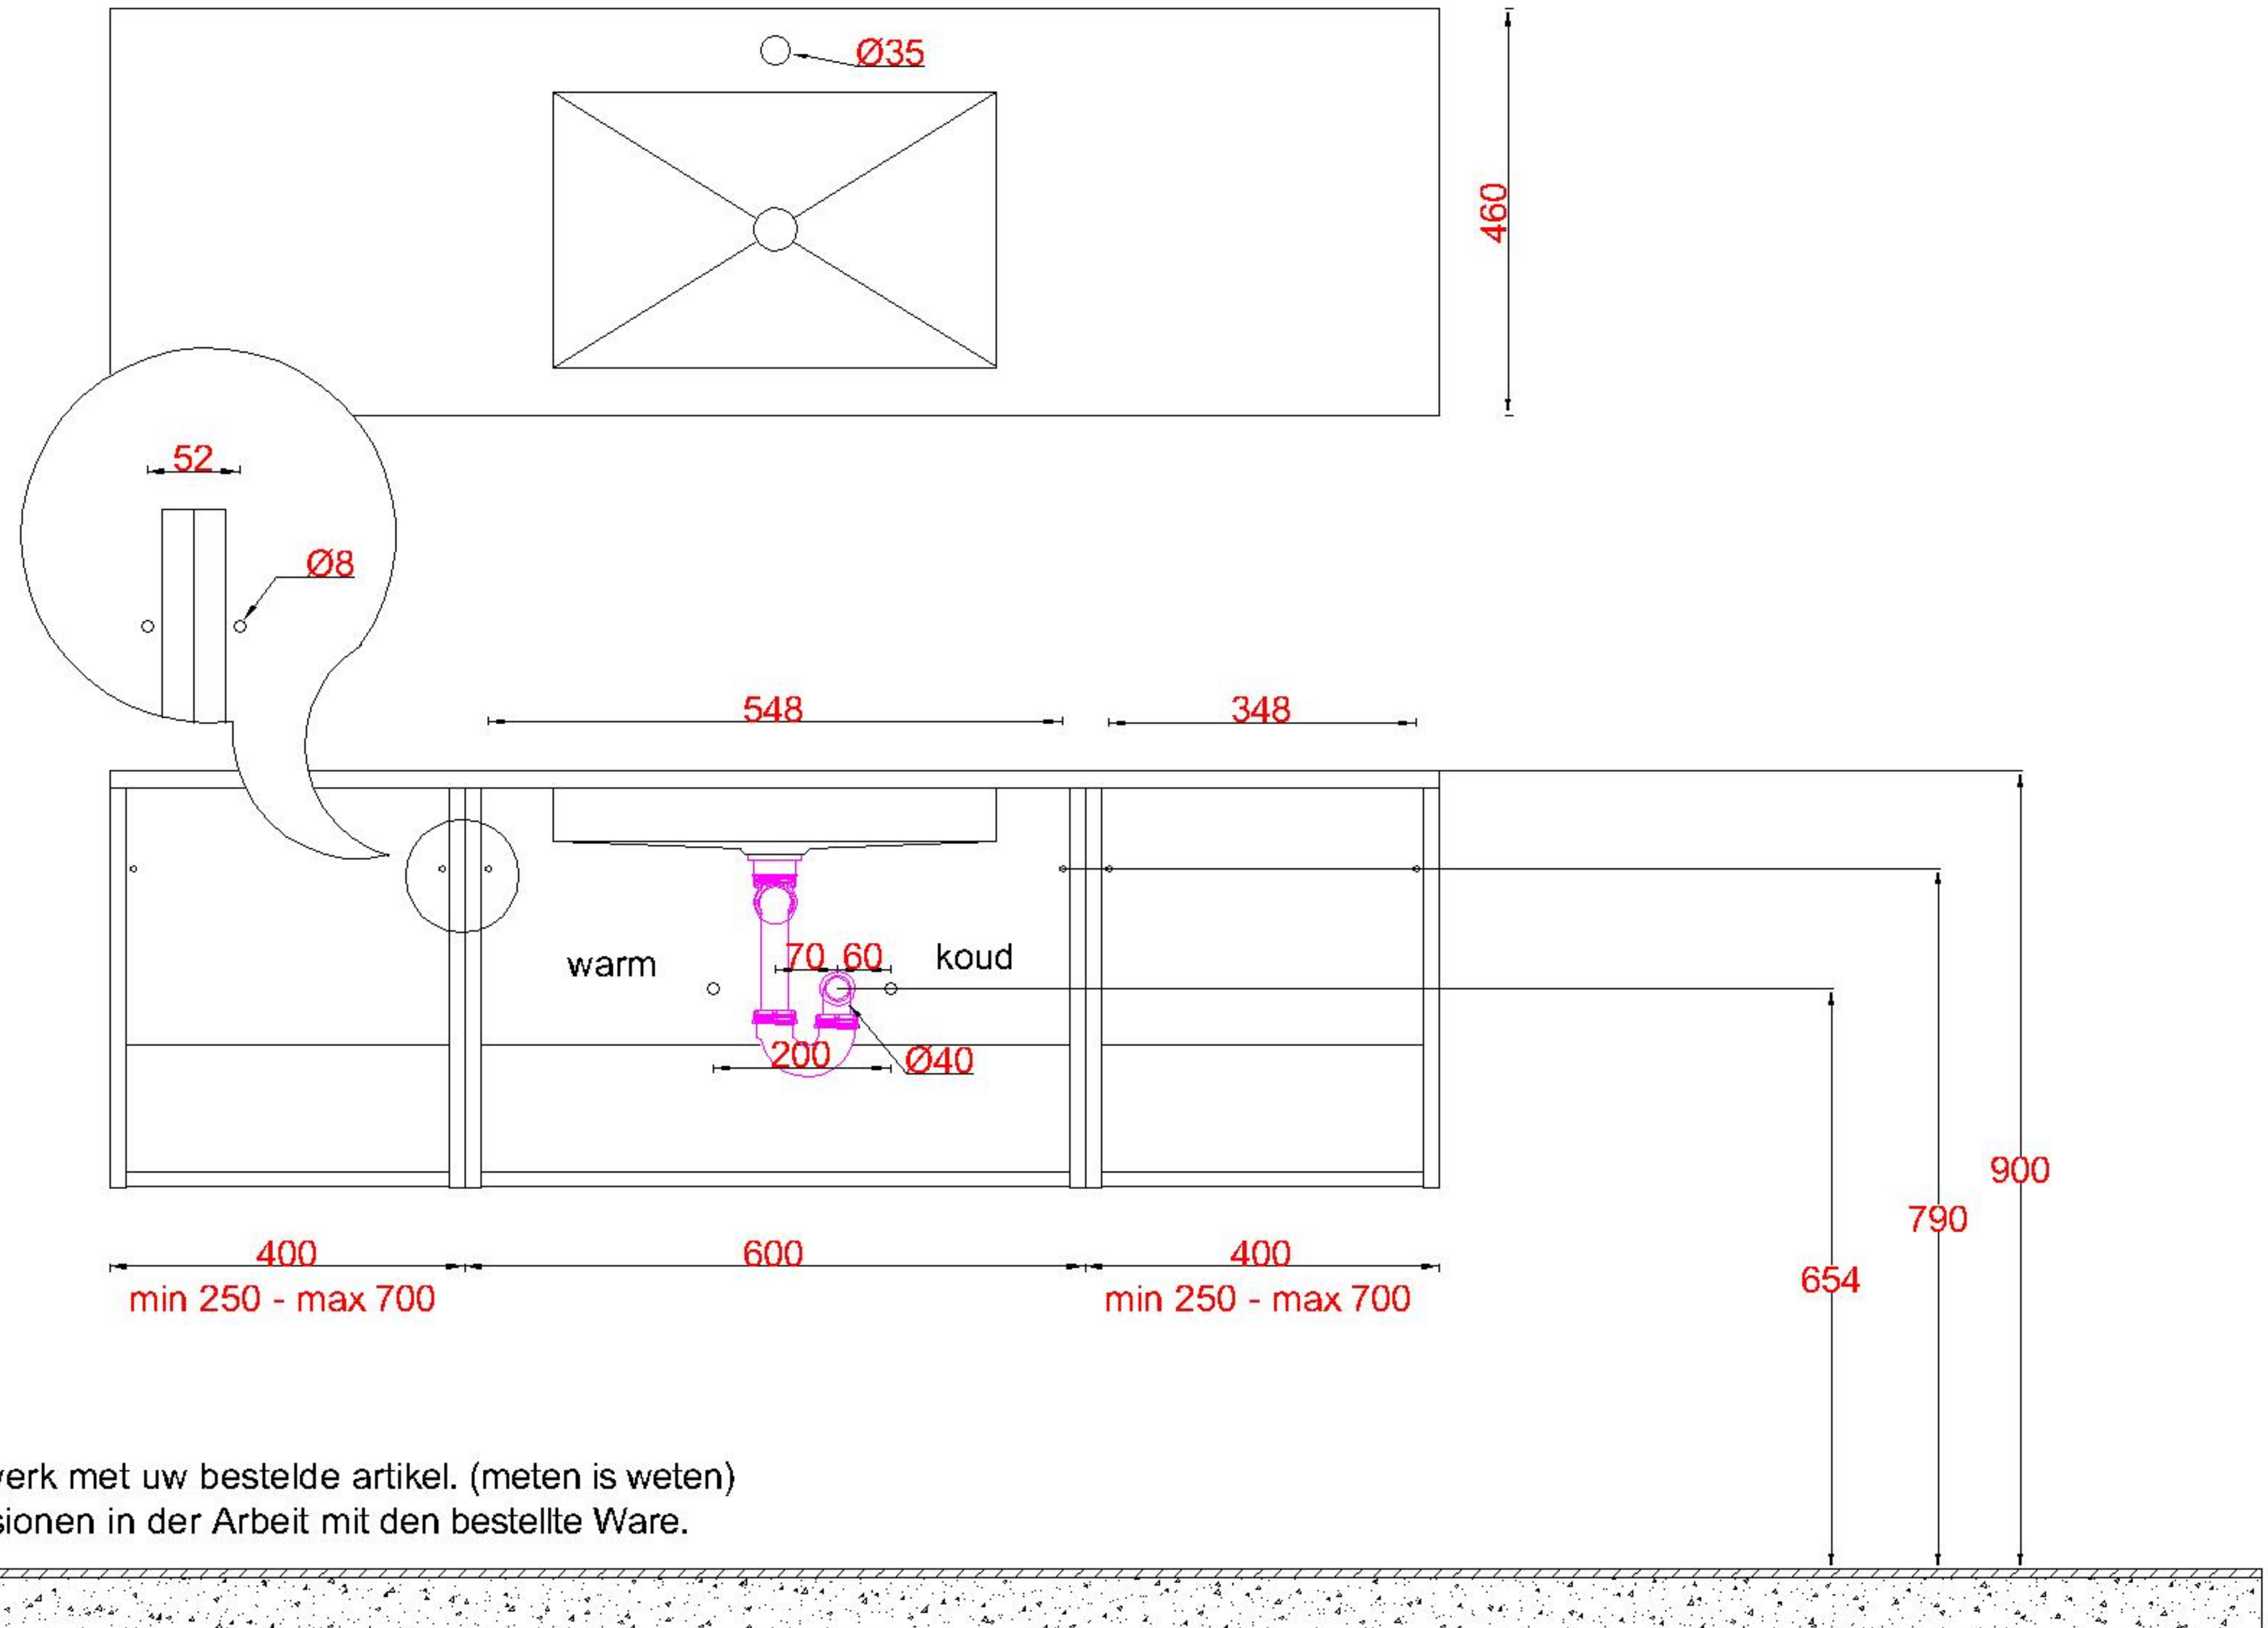 Ø35
460
52
Ø8
548
348
warm
70
60
koud
200
Ø40
900
790
654
400
600
400
min 250 - max 700
min 250 - max 700
met uw bestelde artikel. (meten is weten)
in der Arbeit mit den bestellte Ware.